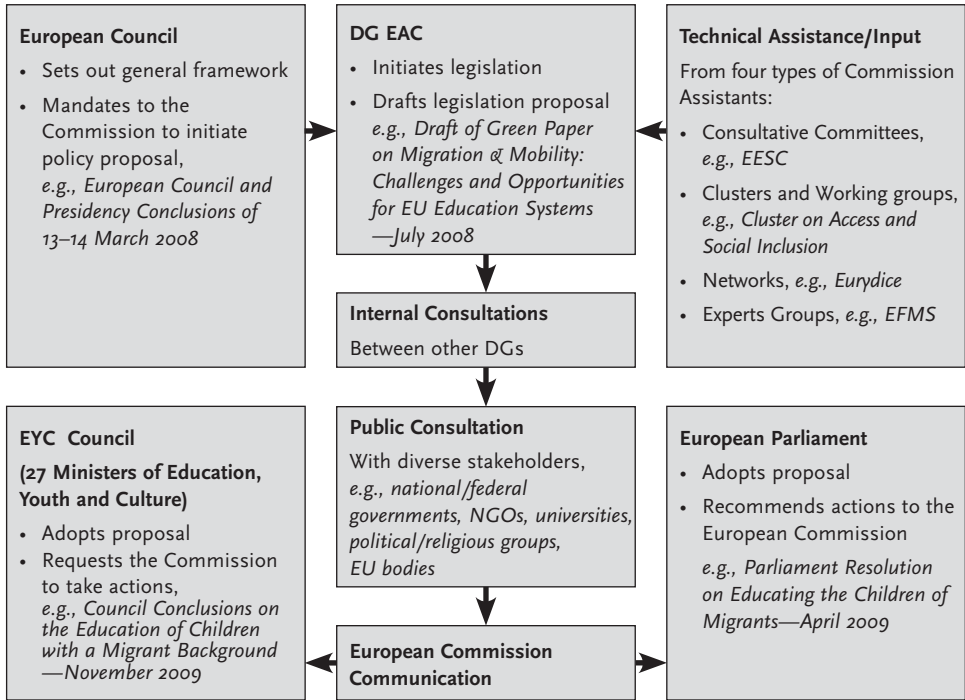 European Council
• Sets out general framework
• Mandates to the
Commission to initiate
policy proposal,
e.g., European Council and
Presidency Conclusions of
13–14 March 2008
DG EAC
• Initiates legislation
• Drafts legislation proposal
e.g., Draft of Green Paper
on Migration & Mobility:
Challenges and Opportunities
for EU Education Systems
—July 2008
Technical Assistance/Input
From four types of Commission
Assistants:
• Consultative Committees,
e.g., EESC
• Clusters and Working groups,
e.g., Cluster on Access and
Social Inclusion
• Networks, e.g., Eurydice
• Experts Groups, e.g., EFMS
Internal Consultations
Between other DGs
EYC Council
(27 Ministers of Education,
Youth and Culture)
• Adopts proposal
• Requests the Commission
to take actions,
e.g., Council Conclusions on
the Education of Children
with a Migrant Background
—November 2009
Public Consultation
With diverse stakeholders,
e.g., national/federal
governments, NGOs, universities,
political/religious groups,
EU bodies
European Parliament
• Adopts proposal
• Recommends actions to the
European Commission
e.g., Parliament Resolution
on Educating the Children of
Migrants—April 2009
European Commission
Communication